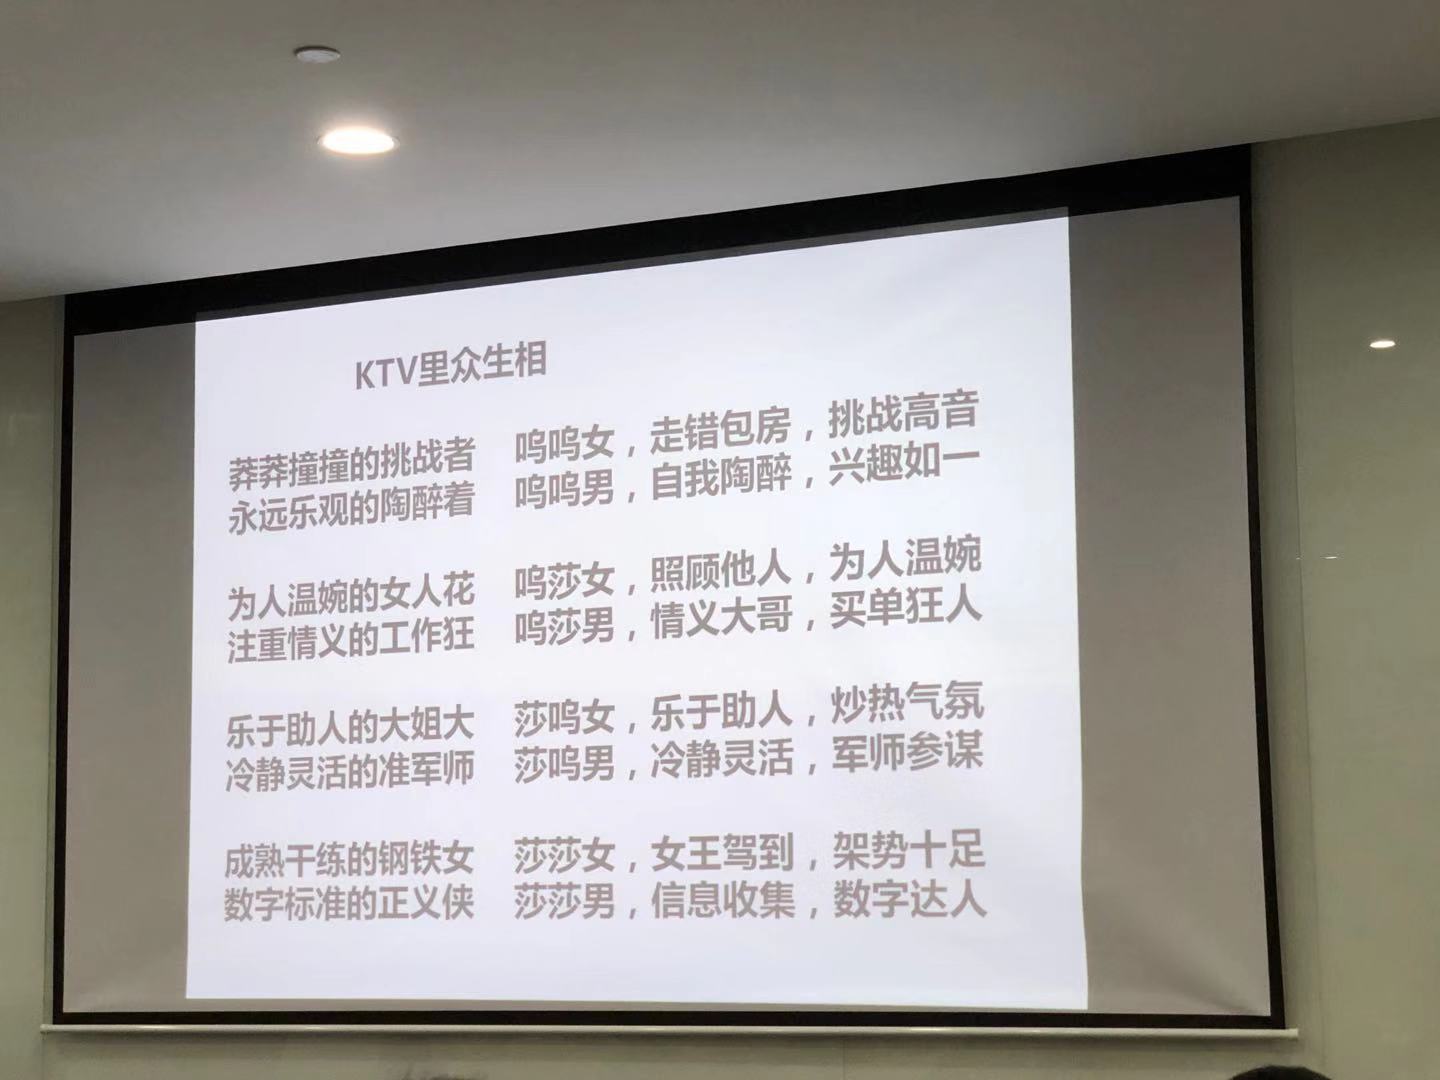 KTV里众生相
莽莽撞撞的挑战者 呜呜女，走错包房，挑战高音
永远乐观的陶醉着 呜呜男，自我陶醉，兴趣如一
为人温婉的女人花 呜莎女，照顾他人，为人温婉
注重情义的工作狂 呜莎男，情义大哥，买单狂人
乐于助人的大姐大 莎呜女，乐于助人，炒热气氛
冷静灵活的准军师 莎呜男，冷静灵活，军师参谋
成熟干练的钢铁女 莎莎女，女王驾到，架势十足
数字标准的正义侠 莎莎男，信息收集，数字达人